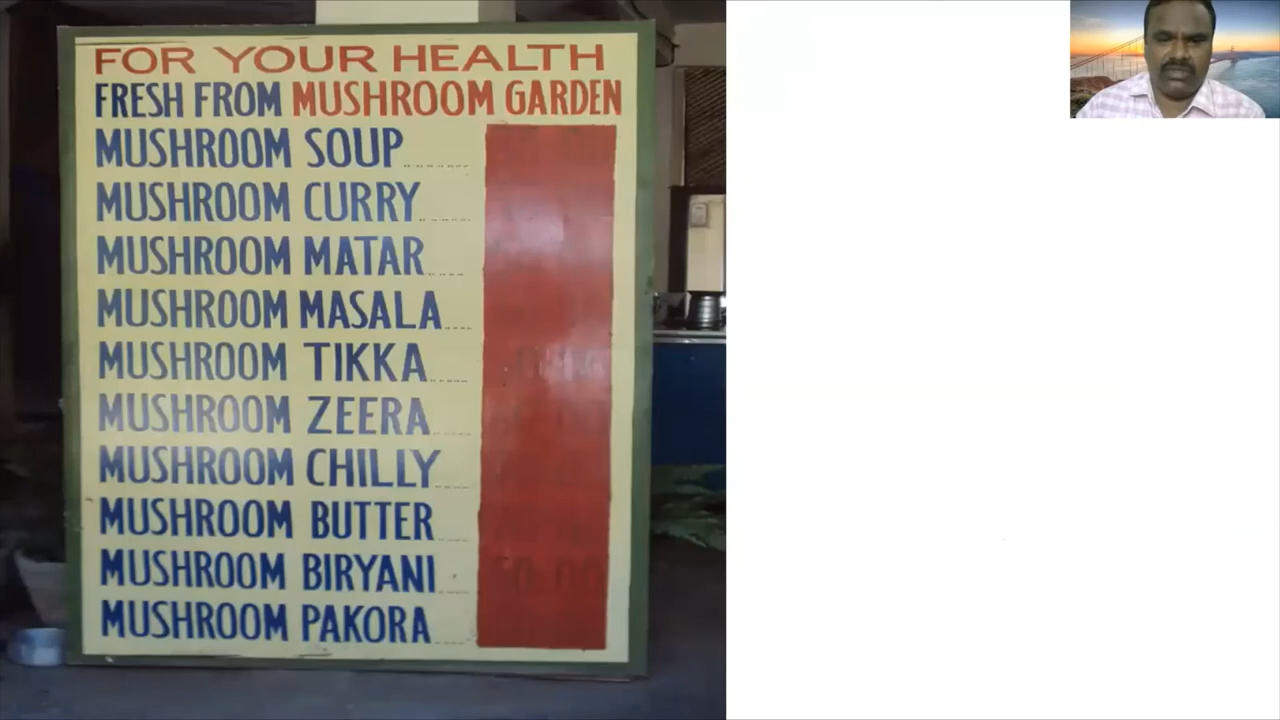 FOR YOUR HEALTH
FRESH FROM MUSHROOM GARDEN
MUSHROOM SOUP
MUSHROOM CURRY
MUSHROOM MATAR
MUSHROOM MASALA
MUSHROOM TIKKA
MUSHROOM ZEERA
MUSHROOM CHILLY
MUSHROOM BUTTER
MUSHROOM BIRYANI
MUSHROOM PAKORA